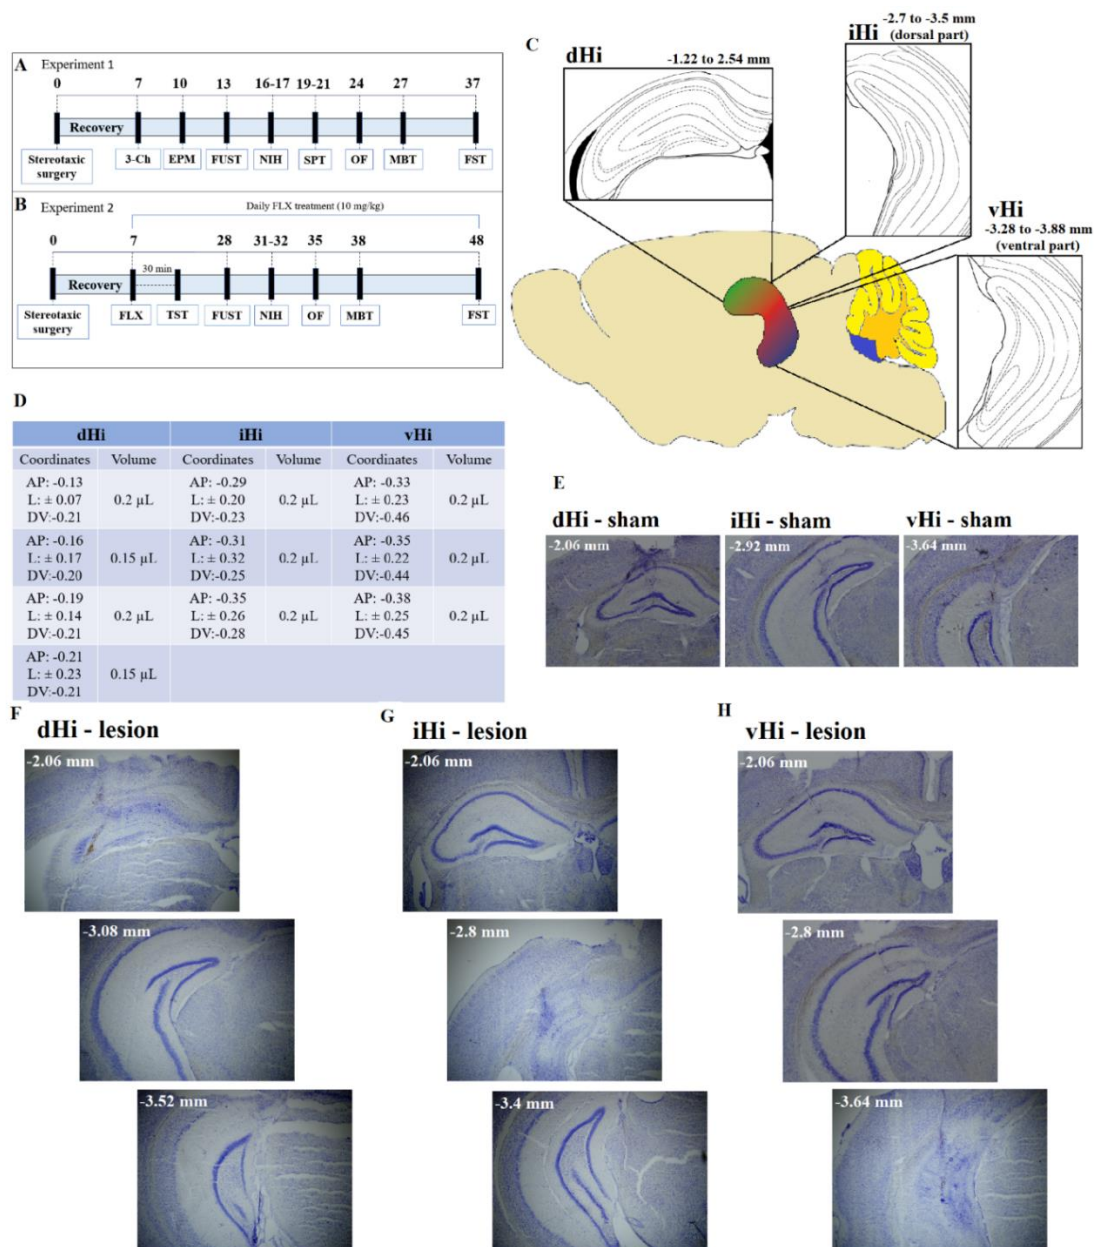 A Experiment 1
0 7 10 13 16-17 19-21 24 27 37
Recovery
Stereotaxic
surgery
3-Ch EPM FUST NIH SPT OF MBT FST
B Experiment 2
Daily FLX treatment (10 mg/kg)
0 7 28 31-32 35 38 48
30 min
Recovery
Stereotaxic
surgery
FLX TST FUST NIH OF MBT FST
C
dHi
-1.22 to 2.54 mm
iHi
-2.7 to -3.5 mm
(dorsal part)
vHi
-3.28 to -3.88 mm
(ventral part)
D
dHi iHi vHi
Coordinates Volume Coordinates Volume Coordinates Volume
AP: -0.13 AP: -0.29 AP: -0.33
L: ± 0.07 0.2 µL L: ± 0.20 0.2 µL L: ± 0.23 0.2 µL
DV:-0.21 DV:-0.23 DV:-0.46
AP: -0.16 AP: -0.31 AP: -0.35
L: ± 0.17 0.15 µL L: ± 0.32 0.2 µL L: ± 0.22 0.2 µL
DV:-0.20 DV:-0.25 DV:-0.44
AP: -0.19 AP: -0.35 AP: -0.38
L: ± 0.14 0.2 µL L: ± 0.26 0.2 µL L: ± 0.25 0.2 µL
DV:-0.21 DV:-0.28 DV:-0.45
AP: -0.21
L: ± 0.23 0.15 µL
DV:-0.21
E
dHi - sham iHi - sham vHi - sham
-2.06 mm -2.92 mm -3.64 mm
F
dHi - lesion
-2.06 mm
-3.08 mm
-3.52 mm
G
iHi - lesion
-2.06 mm
-2.8 mm
-3.4 mm
H
vHi - lesion
-2.06 mm
-2.8 mm
-3.64 mm